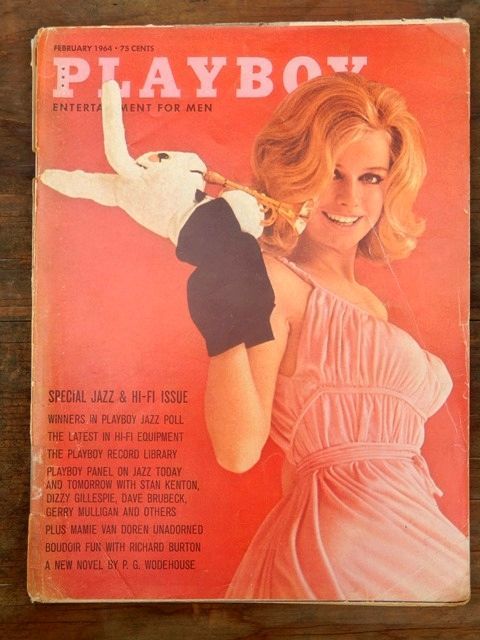 FEBRUARY 1964 • 75 CENTS
PLAYBOY
ENTERTAINMENT FOR MEN
SPECIAL JAZZ & HI-FI ISSUE
WINNERS IN PLAYBOY JAZZ POLL
THE LATEST IN HI-FI EQUIPMENT
THE PLAYBOY RECORD LIBRARY
PLAYBOY PANEL ON JAZZ TODAY
AND TOMORROW WITH STAN KENTON,
DIZZY GILLESPIE, DAVE BRUBECK,
GERRY MULLIGAN AND OTHERS
PLUS MAMIE VAN DOREN UNADORNED
BOUDOIR FUN WITH RICHARD BURTON
A NEW NOVEL BY P. G. WODEHOUSE